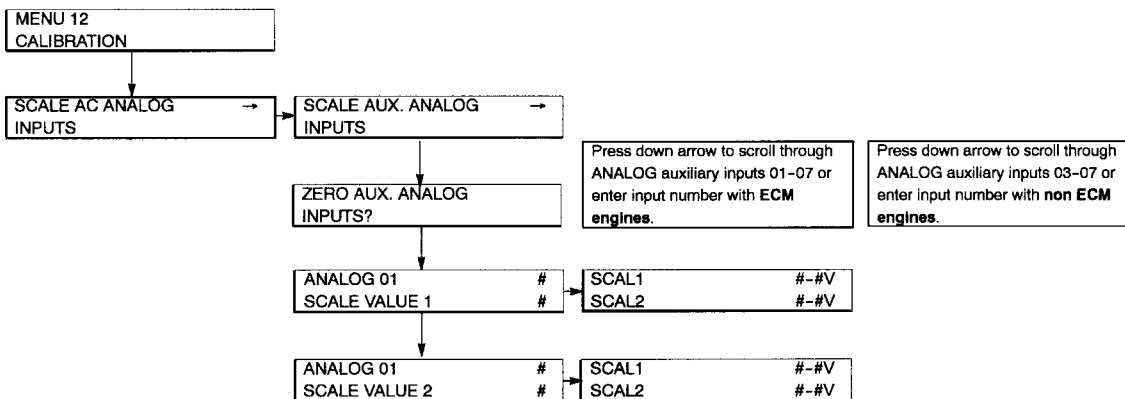 MENU 12
CALIBRATION
SCALE AC ANALOG →
INPUTS
SCALE AUX. ANALOG →
INPUTS
Press down arrow to scroll through
ANALOG auxiliary inputs 01-07 or
enter input number with ECM
engines.
Press down arrow to scroll through
ANALOG auxiliary inputs 03-07 or
enter input number with non ECM
engines.
ZERO AUX. ANALOG
INPUTS?
ANALOG 01 #
SCALE VALUE 1 #
SCAL1 #-#V
SCAL2 #-#V
ANALOG 01 #
SCALE VALUE 2 #
SCAL1 #-#V
SCAL2 #-#V